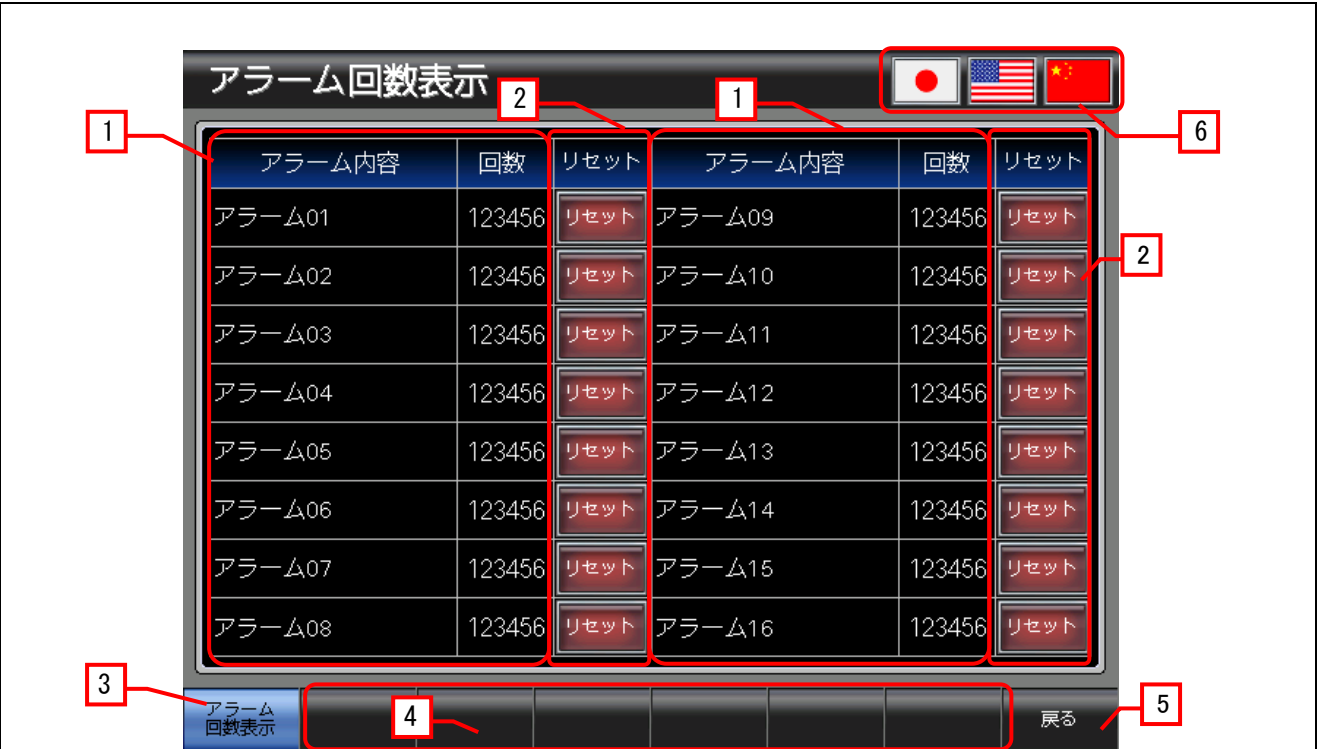 アラーム回数表示
2
1
1
6
アラーム内容 回数 リセット アラーム内容 回数 リセット
アラーム01 123456 リセット アラーム09 123456 リセット
2
アラーム02 123456 リセット アラーム10 123456 リセット
アラーム03 123456 リセット アラーム11 123456 リセット
アラーム04 123456 リセット アラーム12 123456 リセット
アラーム05 123456 リセット アラーム13 123456 リセット
アラーム06 123456 リセット アラーム14 123456 リセット
アラーム07 123456 リセット アラーム15 123456 リセット
アラーム08 123456 リセット アラーム16 123456 リセット
3
アラーム
回数表示
4
戻る
5